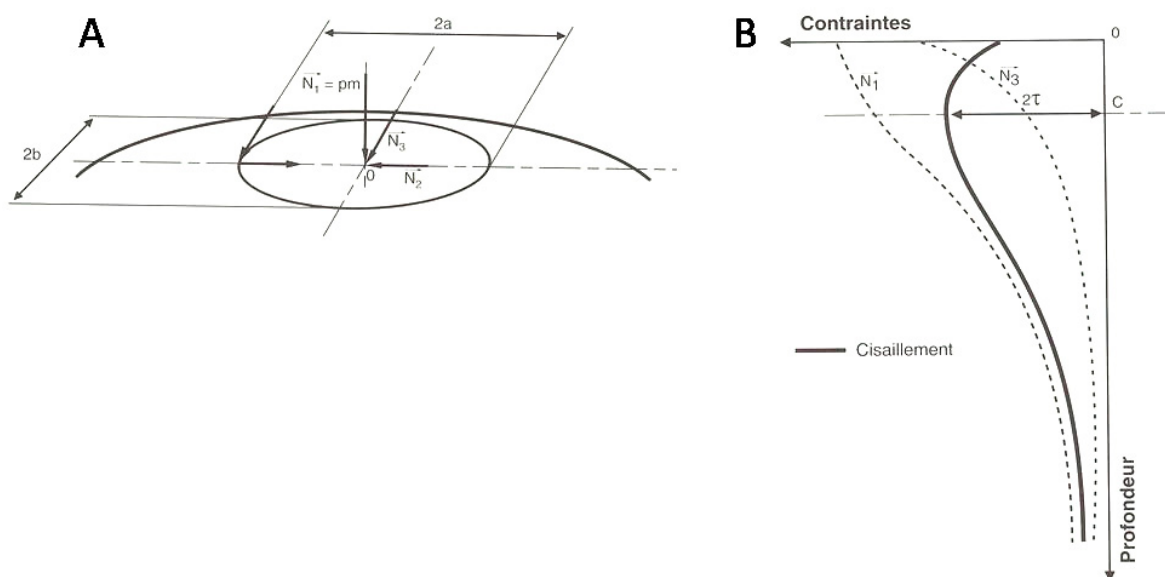 A
2a
N₁ = pm
N₃
2b
0
N₂
B
Contraintes
0
N₁
N₃
2τ
C
Cisaillement
Profondeur